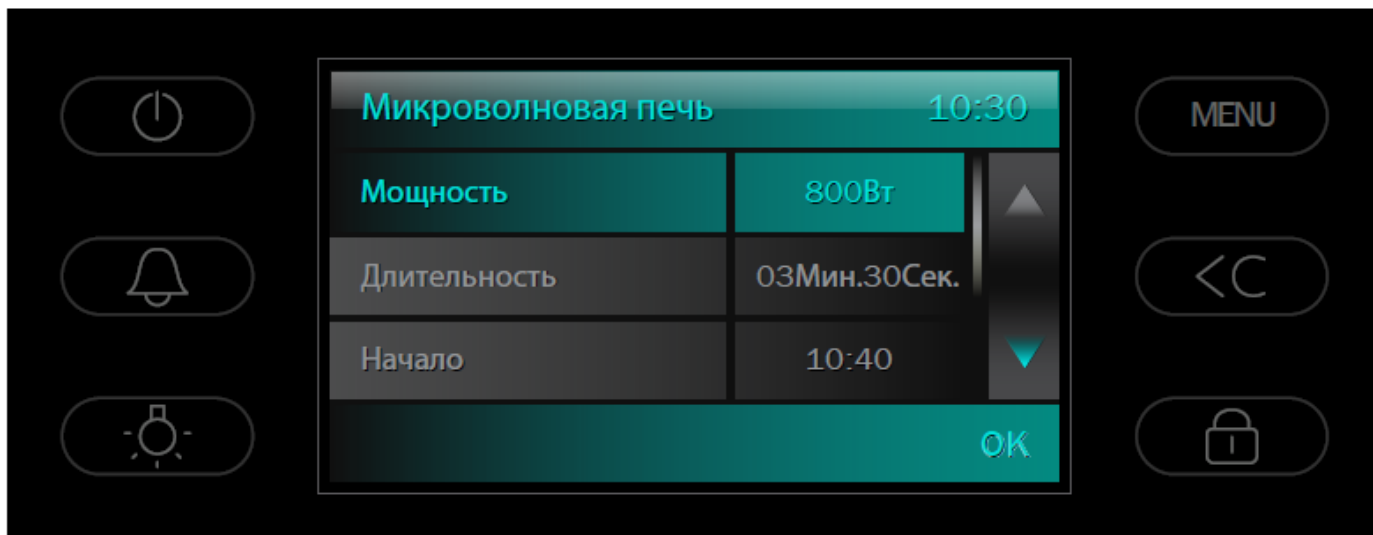 Микроволновая печь 10:30
MENU
Мощность 800Вт
Длительность 03Мин.30Сек.
<C
Начало 10:40
OK